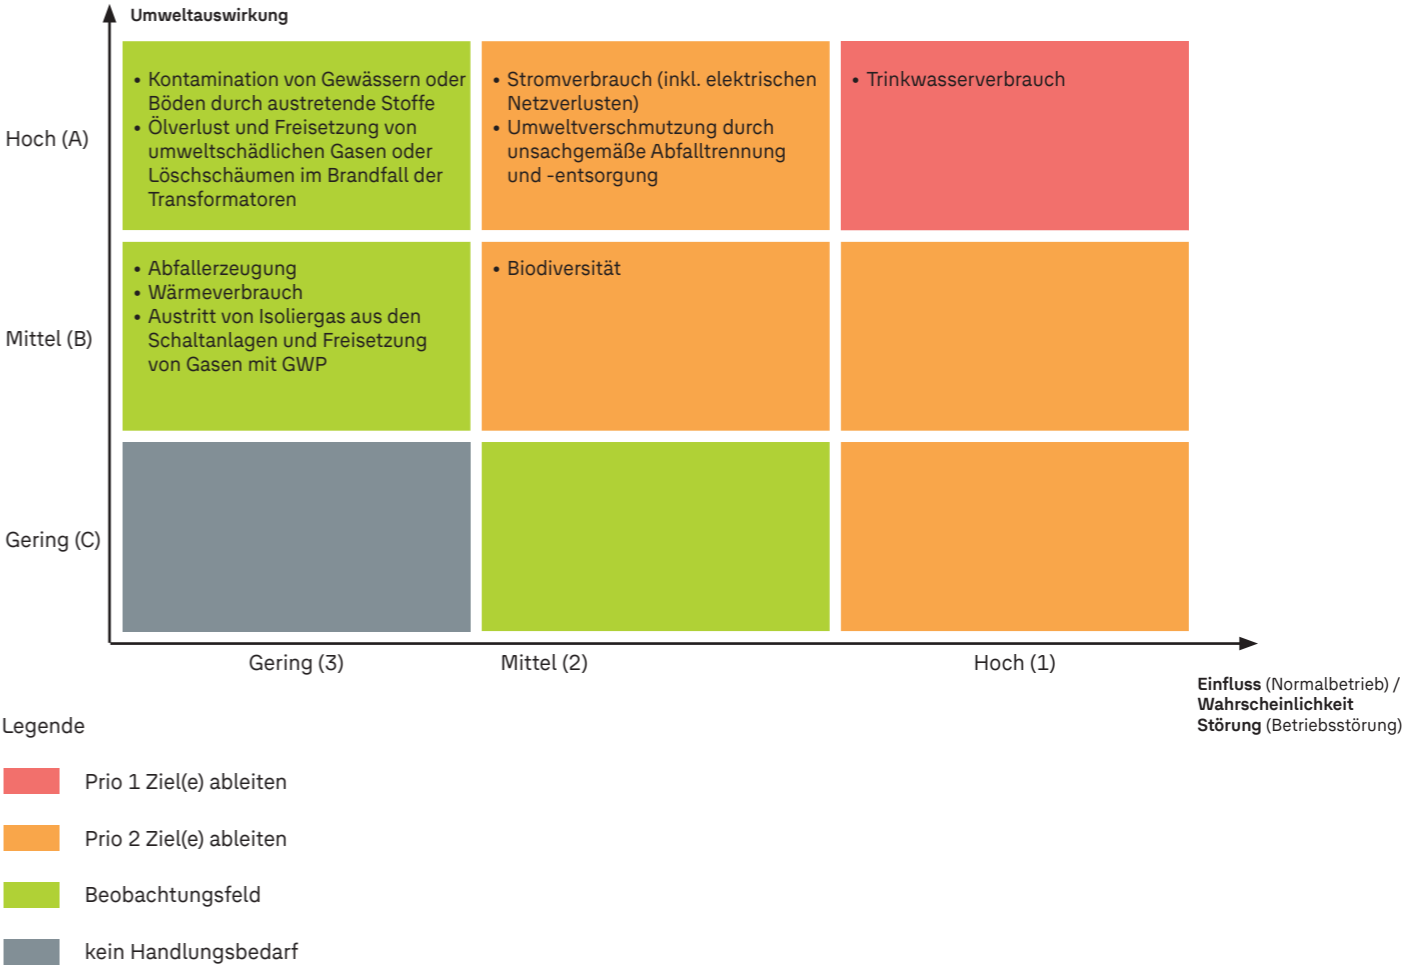 Umweltauswirkung
Hoch (A)
• Kontamination von Gewässern oder
Böden durch austretende Stoffe
• Ölverlust und Freisetzung von
umweltschädlichen Gasen oder
Löschschäumen im Brandfall der
Transformatoren
• Stromverbrauch (inkl. elektrischen
Netzverlusten)
• Umweltverschmutzung durch
unsachgemäße Abfalltrennung
und -entsorgung
• Trinkwasserverbrauch
Mittel (B)
• Abfallerzeugung
• Wärmeverbrauch
• Austritt von Isoliergas aus den
Schaltanlagen und Freisetzung
von Gasen mit GWP
• Biodiversität
Gering (C)
Gering (3)
Mittel (2)
Hoch (1)
Einfluss (Normalbetrieb) /
Wahrscheinlichkeit
Störung (Betriebsstörung)
Legende
Prio 1 Ziel(e) ableiten
Prio 2 Ziel(e) ableiten
Beobachtungsfeld
kein Handlungsbedarf